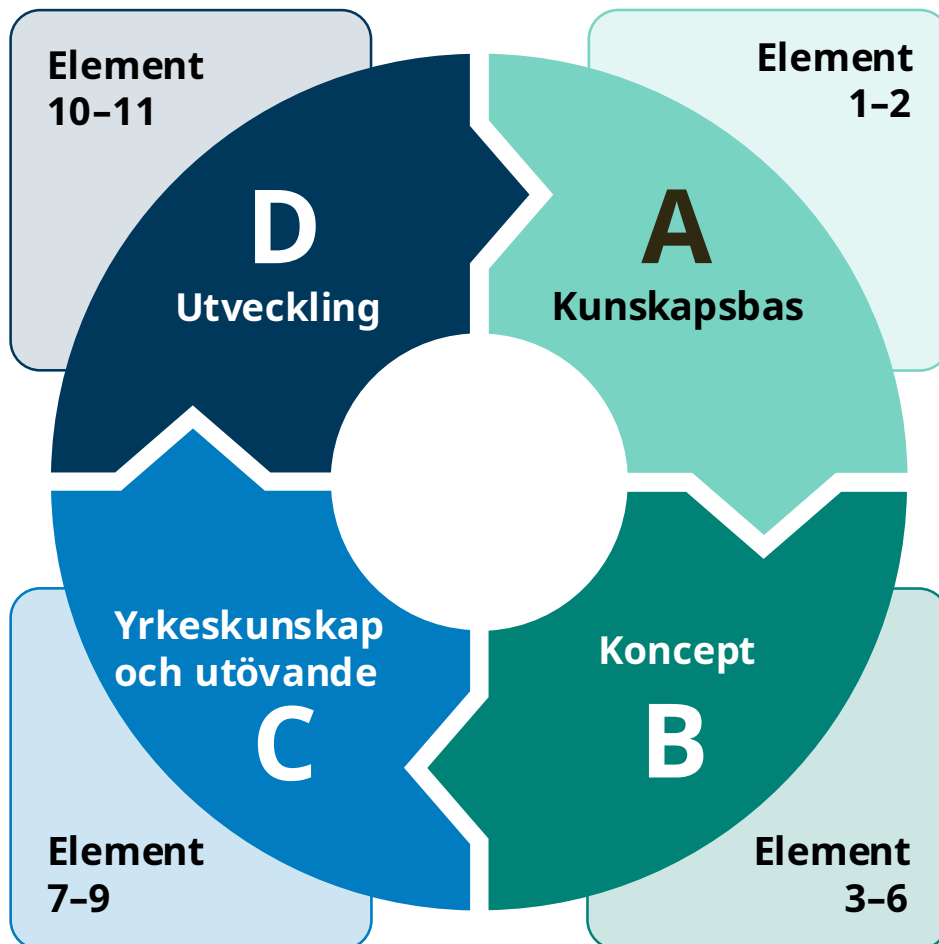 Element
10–11
Element
1–2
D
Utveckling
A
Kunskapsbas
Yrkeskunskap
och utövande
C
Koncept
B
Element
7–9
Element
3–6